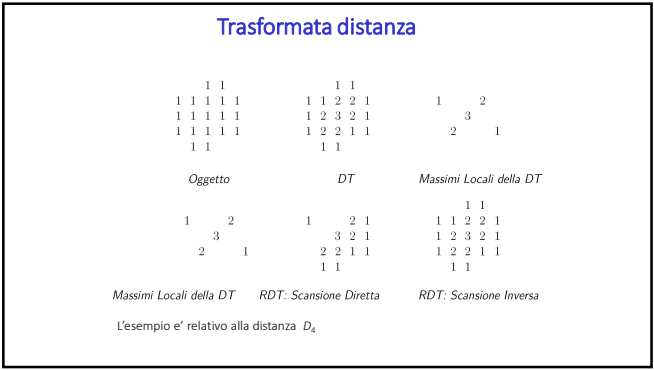 Trasformata distanza
1 1
1 1 1 1 1
1 1 1 1 1
1 1 1 1 1
1 1
Oggetto
1 1
1 1 2 2 1
1 2 3 2 1
1 2 2 1 1
1 1
DT
1 2
3
2 1
Massimi Locali della DT
1 2
3
2 1
Massimi Locali della DT
1 2 1
3 2 1
2 2 1 1
1 1
RDT: Scansione Diretta
1 1
1 1 2 2 1
1 2 3 2 1
1 2 2 1 1
1 1
RDT: Scansione Inversa
L'esempio e' relativo alla distanza D4